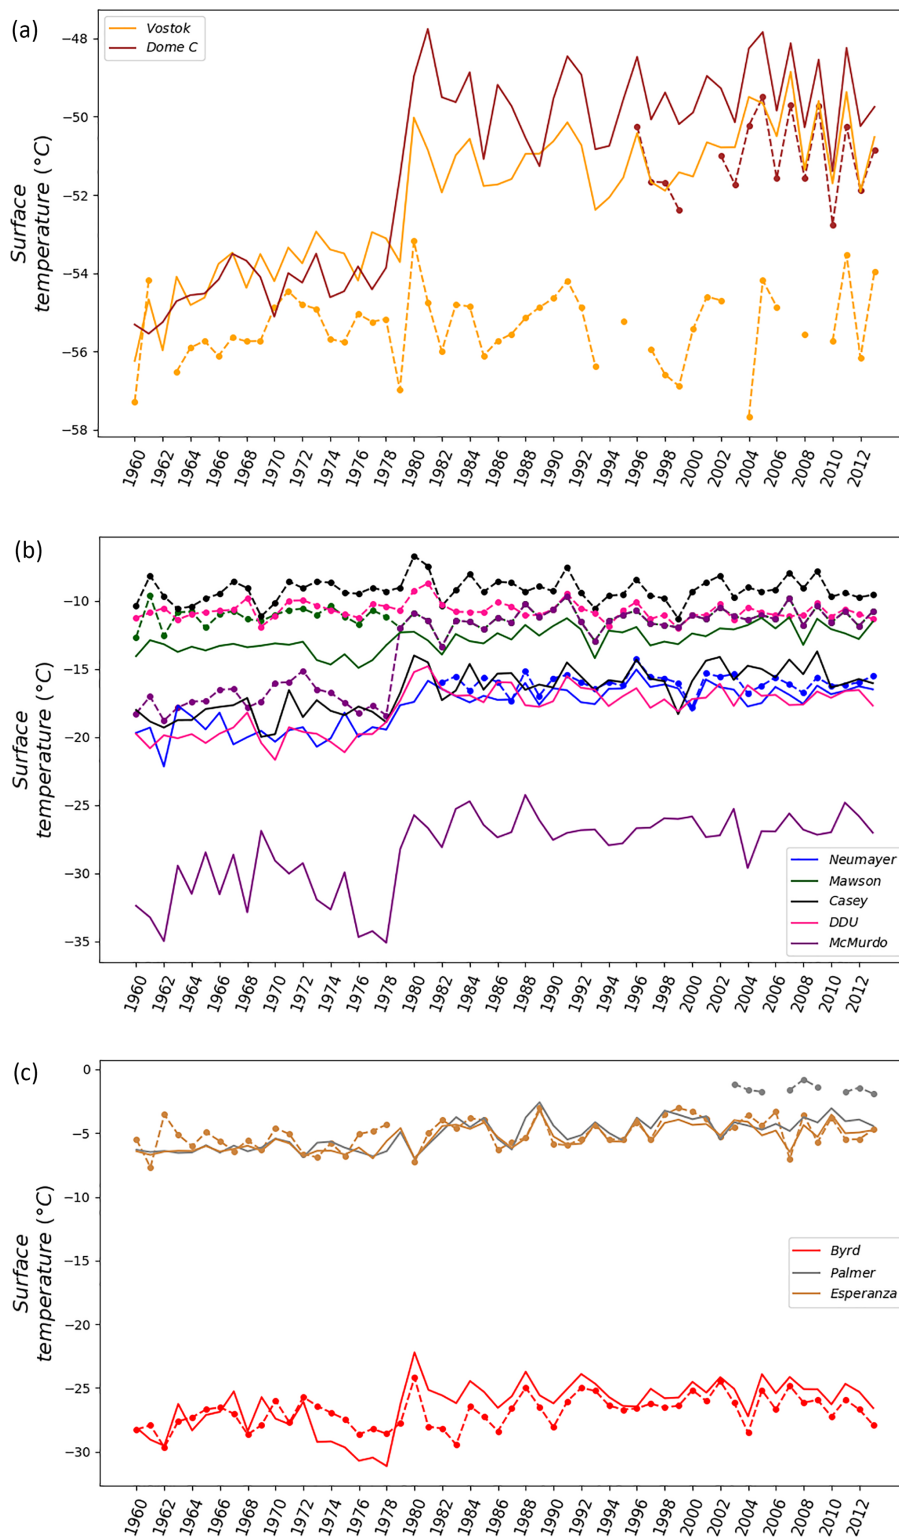 (a)
Vostok
Dome C
Surface
temperature (°C)
−48
−50
−52
−54
−56
−58
1960 1962 1964 1966 1968 1970 1972 1974 1976 1978 1980 1982 1984 1986 1988 1990 1992 1994 1996 1998 2000 2002 2004 2006 2008 2010 2012
(b)
Surface
temperature (°C)
−10
−15
−20
−25
−30
−35
Neumayer
Mawson
Casey
DDU
McMurdo
1960 1962 1964 1966 1968 1970 1972 1974 1976 1978 1980 1982 1984 1986 1988 1990 1992 1994 1996 1998 2000 2002 2004 2006 2008 2010 2012
(c)
Surface
temperature (°C)
0
−5
−10
−15
−20
−25
−30
Byrd
Palmer
Esperanza
1960 1962 1964 1966 1968 1970 1972 1974 1976 1978 1980 1982 1984 1986 1988 1990 1992 1994 1996 1998 2000 2002 2004 2006 2008 2010 2012